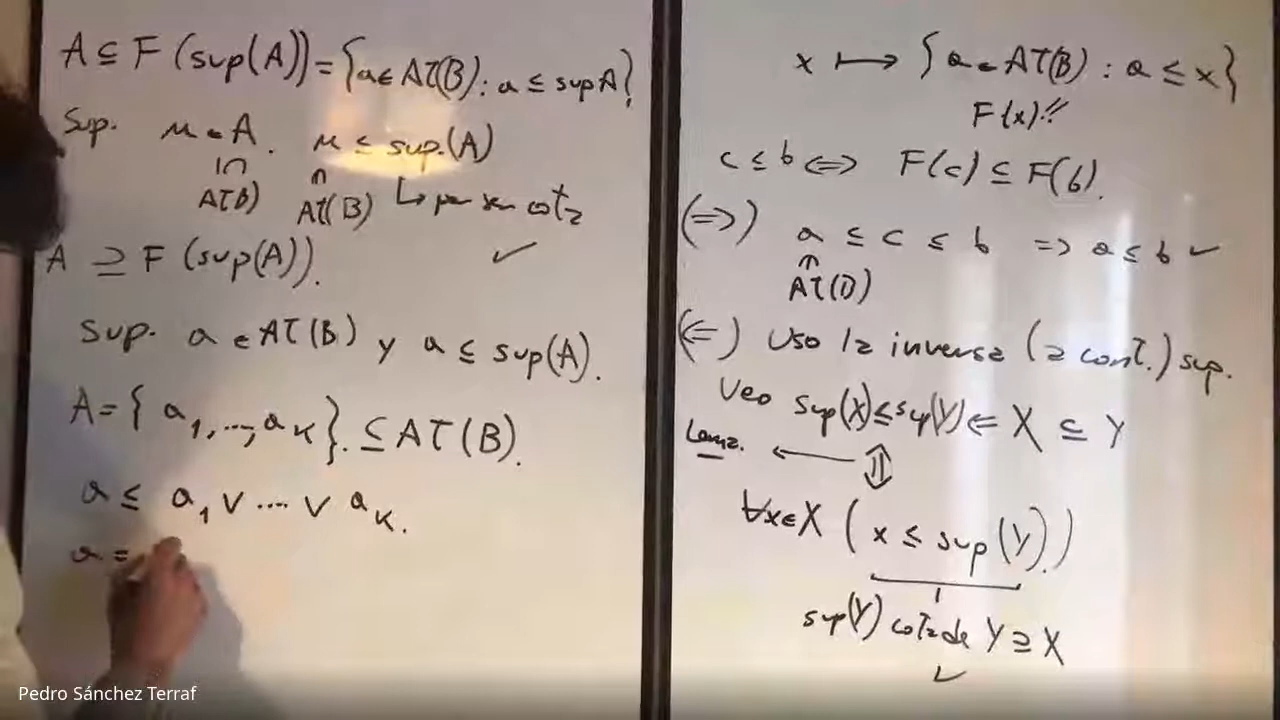 A ⊆ F(sup(A)) = {a ∈ AT(B) : a ≤ sup A}
Sup. u ∈ A. u ≤ sup.(A)
AT(B) AT(B) ↳ por ser cota
A ⊇ F(sup(A)). ✓
Sup. a ∈ AT(B) y a ≤ sup(A).
A = {a₁, ..., aₖ}. ⊆ AT(B).
a ≤ a₁ ∨ .... ∨ aₖ.
a =
x ⟼ {a ∈ AT(B) : a ≤ x}
F(x)!!
c ≤ b ⟺ F(c) ⊆ F(b).
(⇒) a ≤ c ≤ b ⇒ a ≤ b ✓
(⇐) Uso la inversa (a cont.) sup.
Veo sup(X) ≤ sup(Y) ⇐ X ⊆ Y
Lema. ⟵ ⇕
∀x∈X (x ≤ sup(Y).)
sup(Y) cota de Y ⊇ X
✓
Pedro Sánchez Terraf